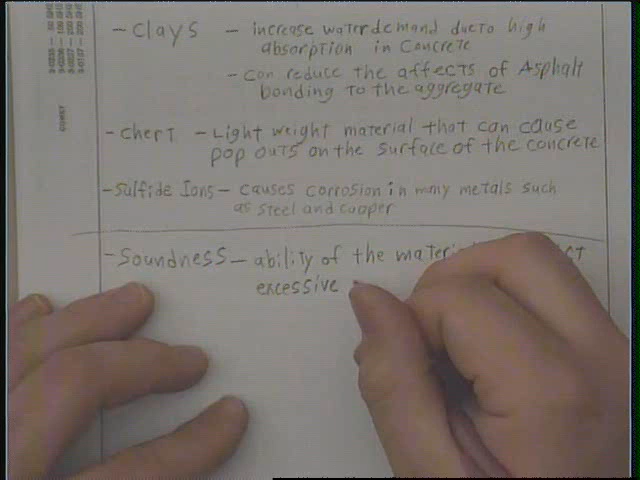 - Clays - increase water demand due to high
absorption in Concrete
- Can reduce the affects of Asphalt
bonding to the aggregate
- Chert - Light weight material that can cause
pop outs on the surface of the concrete
- Sulfide Ions - causes corrosion in many metals such
as steel and cooper
- Soundness - ability of the
excessive
COMET